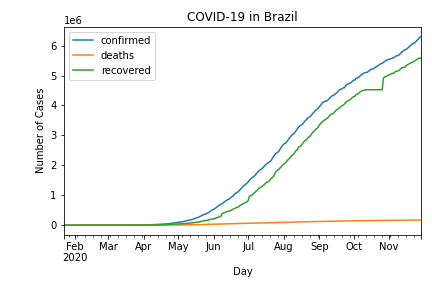 COVID-19 in Brazil
1e6
confirmed
deaths
recovered
6
5
4
3
2
1
0
Number of Cases
Feb Mar Apr May Jun Jul Aug Sep Oct Nov
2020
Day